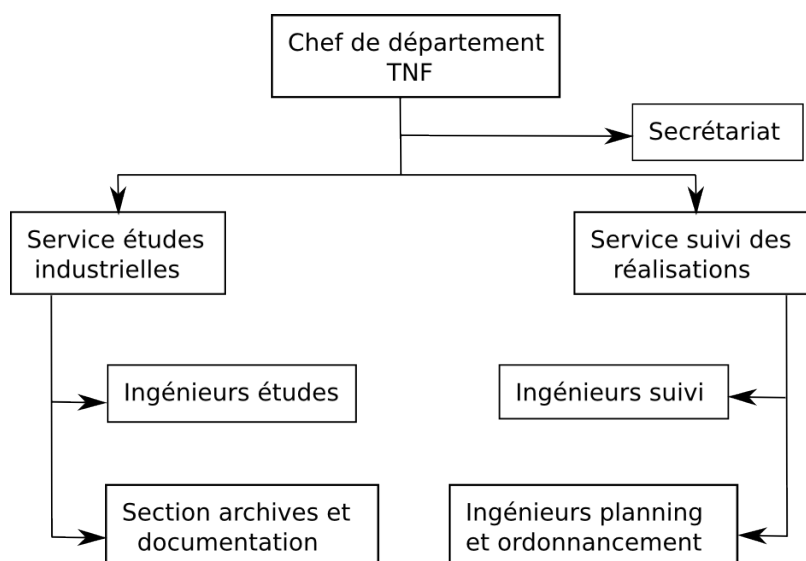 Chef de département
TNF
Secrétariat
Service études
industrielles
Service suivi des
réalisations
Ingénieurs études
Ingénieurs suivi
Section archives et
documentation
Ingénieurs planning
et ordonnancement